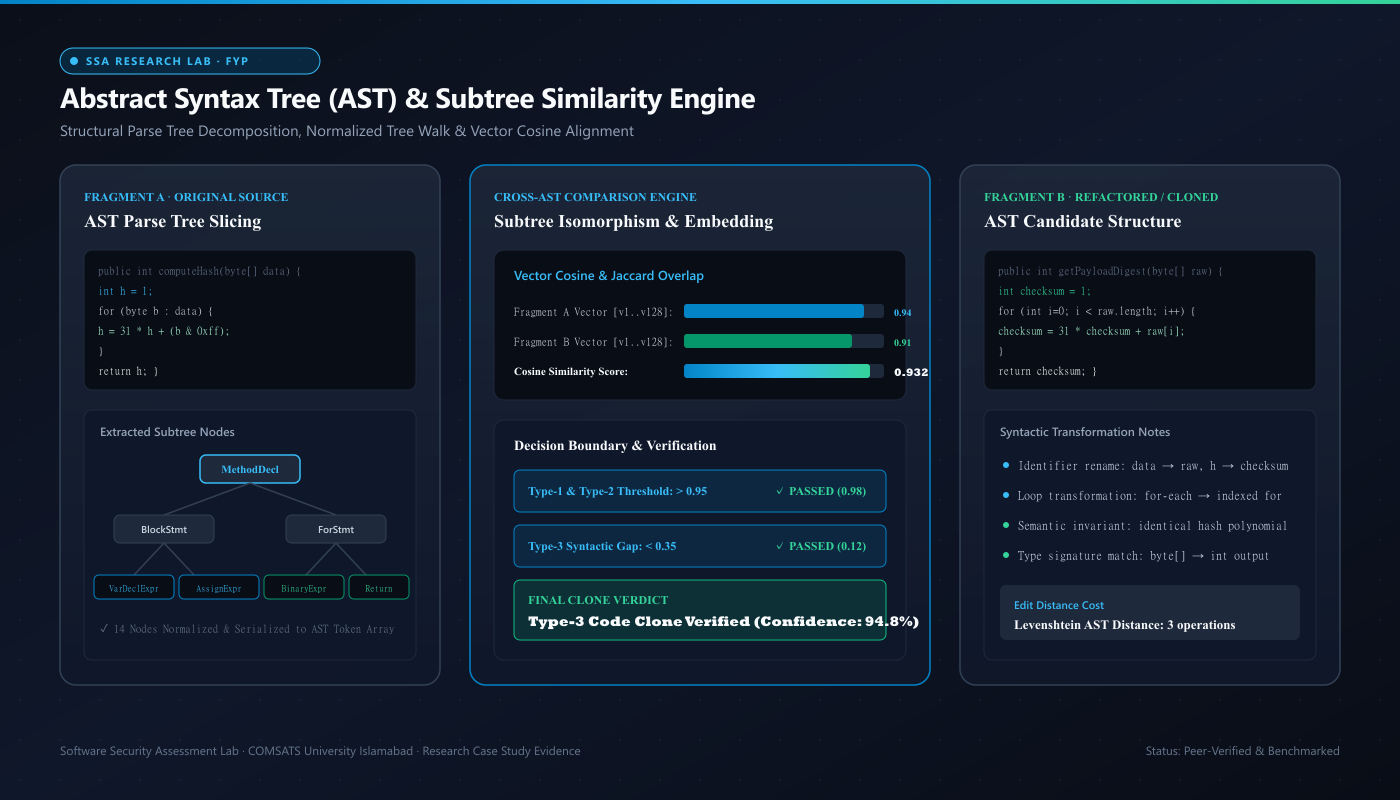 SSA RESEARCH LAB · FYP
Abstract Syntax Tree (AST) & Subtree Similarity Engine
Structural Parse Tree Decomposition, Normalized Tree Walk & Vector Cosine Alignment
FRAGMENT A · ORIGINAL SOURCE
AST Parse Tree Slicing
public int computeHash(byte[] data) {
int h = 1;
for (byte b : data) {
h = 31 * h + (b & 0xff);
}
return h; }
Extracted Subtree Nodes
MethodDecl
BlockStmt
ForStmt
VarDeclExpr
AssignExpr
BinaryExpr
Return
✓ 14 Nodes Normalized & Serialized to AST Token Array
CROSS-AST COMPARISON ENGINE
Subtree Isomorphism & Embedding
Vector Cosine & Jaccard Overlap
Fragment A Vector [v1..v128]: 0.94
Fragment B Vector [v1..v128]: 0.91
Cosine Similarity Score: 0.932
Decision Boundary & Verification
Type-1 & Type-2 Threshold: > 0.95 ✓ PASSED (0.98)
Type-3 Syntactic Gap: < 0.35 ✓ PASSED (0.12)
FINAL CLONE VERDICT
Type-3 Code Clone Verified (Confidence: 94.8%)
FRAGMENT B · REFACTORED / CLONED
AST Candidate Structure
public int getPayloadDigest(byte[] raw) {
int checksum = 1;
for (int i=0; i < raw.length; i++) {
checksum = 31 * checksum + raw[i];
}
return checksum; }
Syntactic Transformation Notes
Identifier rename: data → raw, h → checksum
Loop transformation: for-each → indexed for
Semantic invariant: identical hash polynomial
Type signature match: byte[] → int output
Edit Distance Cost
Levenshtein AST Distance: 3 operations
Software Security Assessment Lab · COMSATS University Islamabad · Research Case Study Evidence
Status: Peer-Verified & Benchmarked